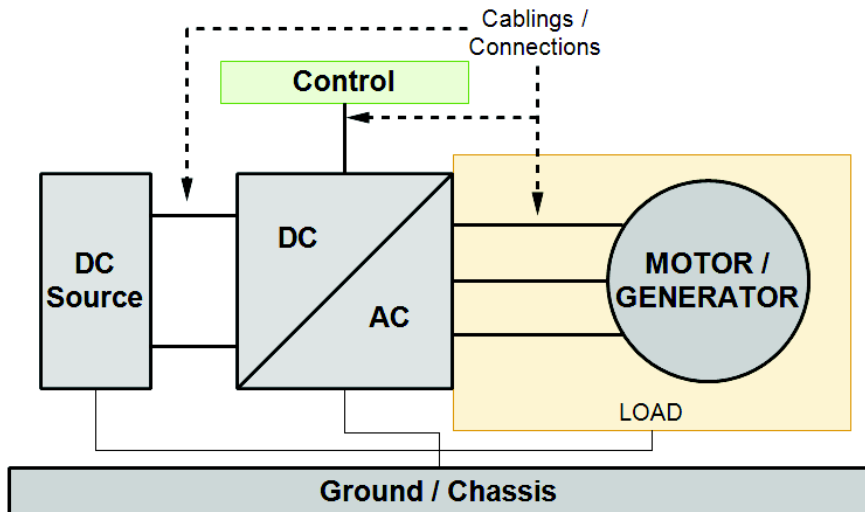 Cablings /
Connections
Control
DC
Source
DC
AC
MOTOR /
GENERATOR
LOAD
Ground / Chassis